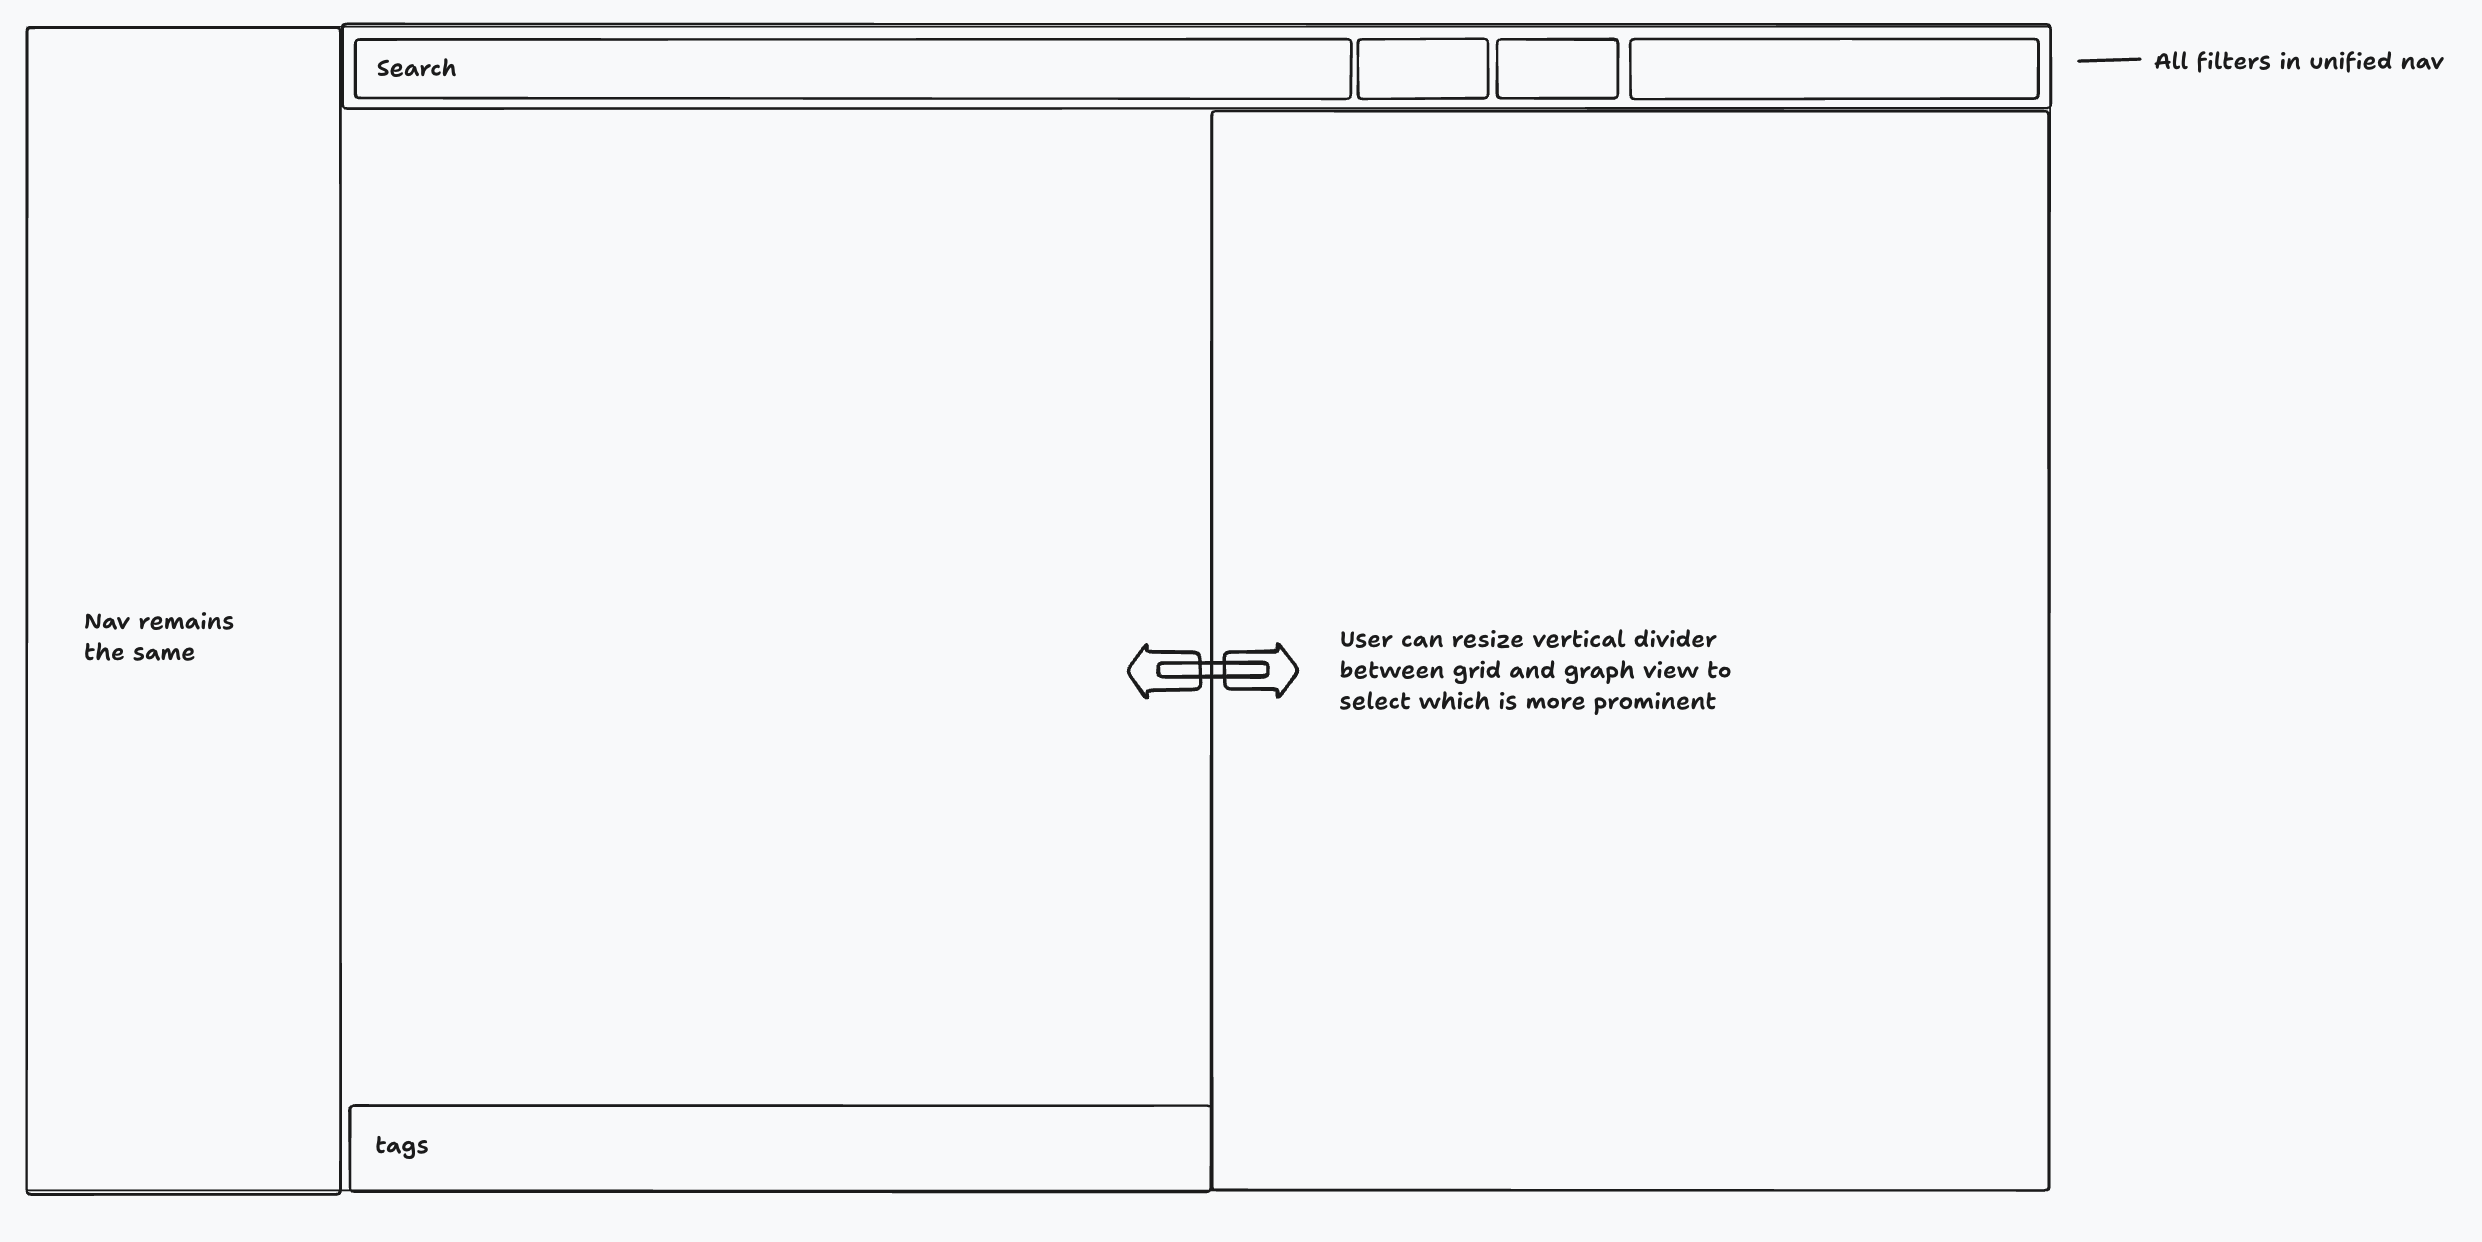 Search
All filters in unified nav
Nav remains
the same
User can resize vertical divider
between grid and graph view to
select which is more prominent
tags